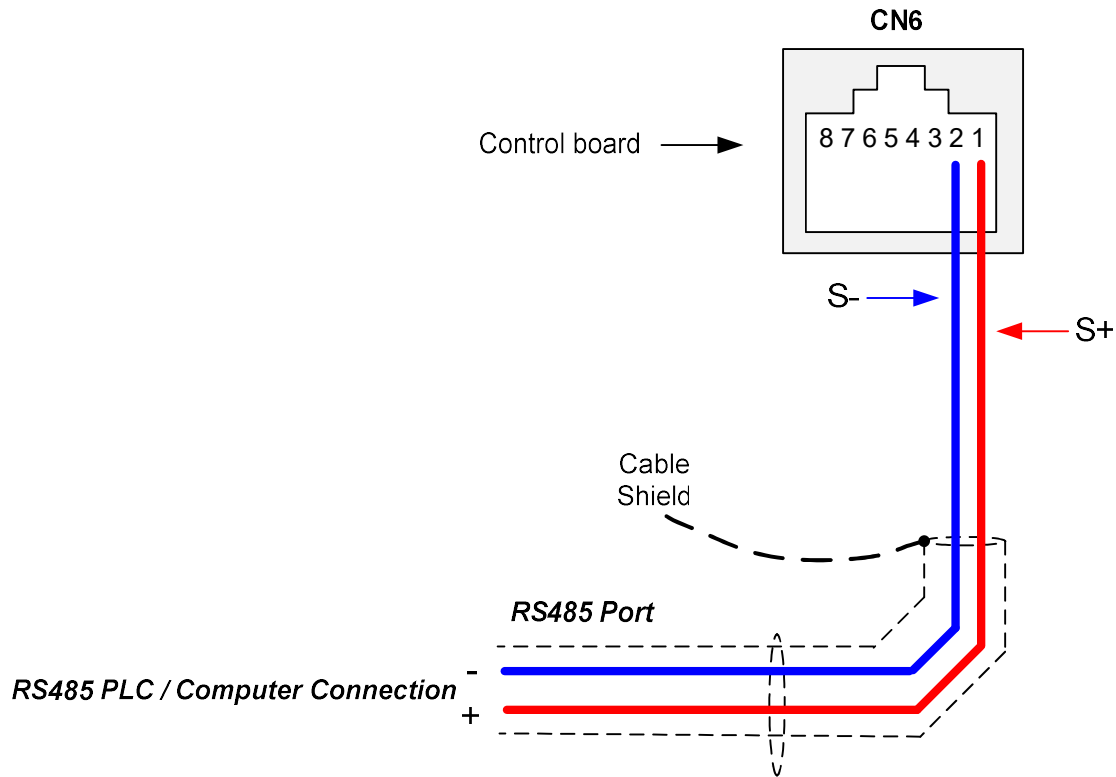 CN6
Control board
8 7 6 5 4 3 2 1
S-
S+
Cable
Shield
RS485 Port
-
RS485 PLC / Computer Connection
+